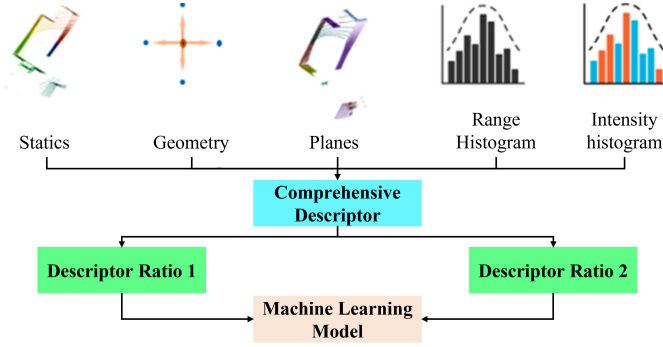 Statics
Geometry
Planes
Range
Histogram
Intensity
histogram
Comprehensive
Descriptor
Descriptor Ratio 1
Descriptor Ratio 2
Machine Learning
Model